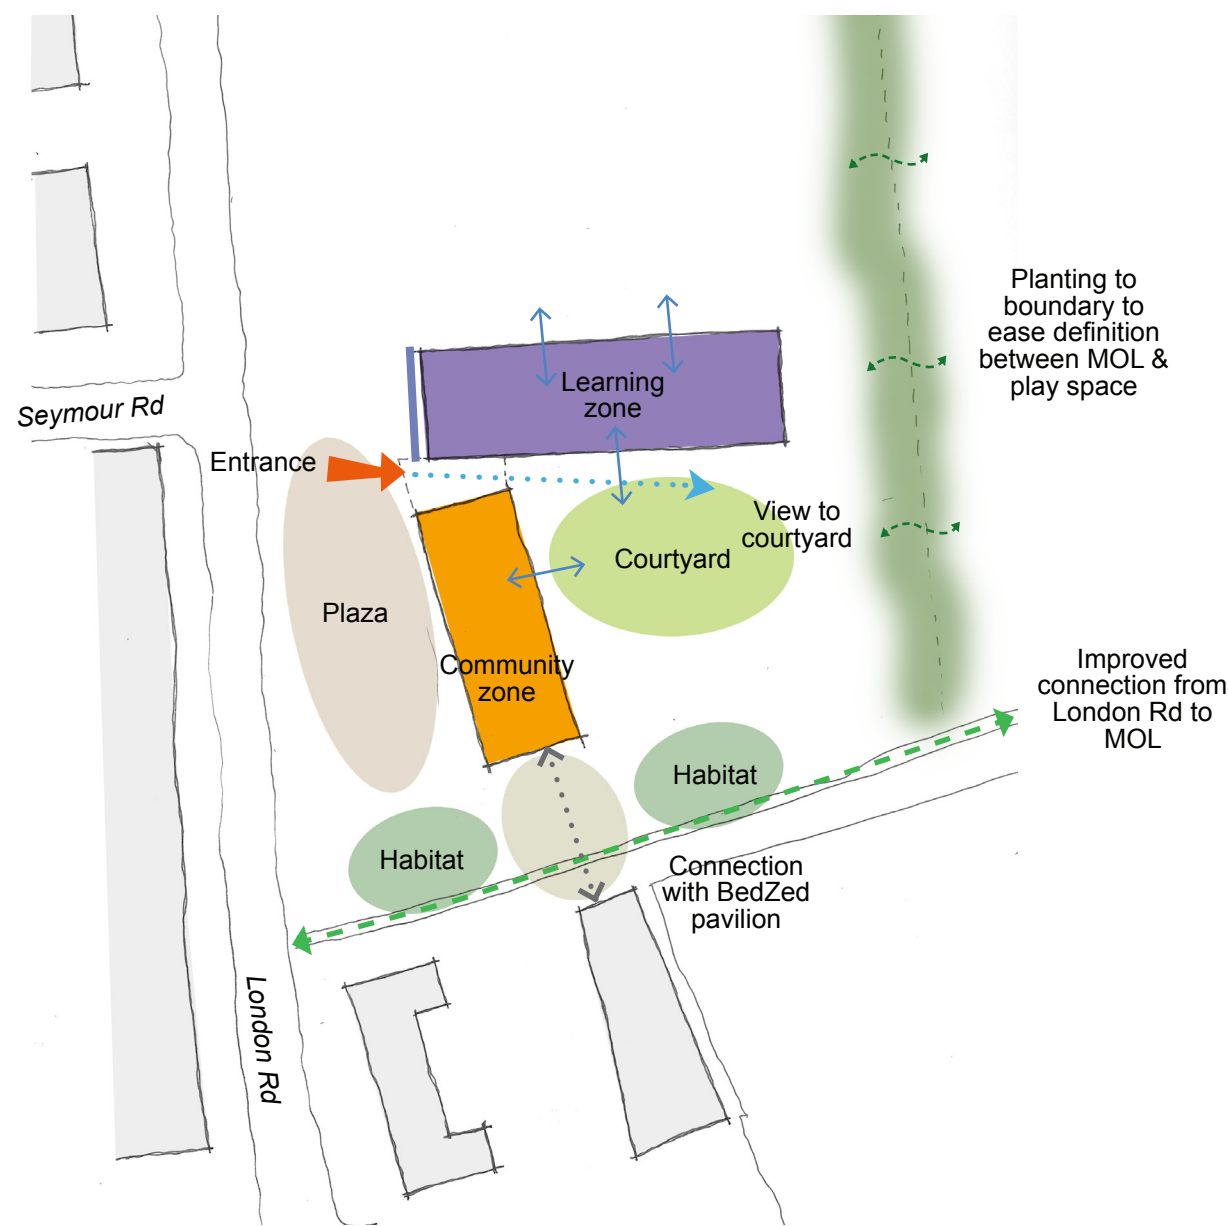 Planting to
boundary to
ease definition
between MOL &
play space
Learning
zone
Seymour Rd
Entrance
View to
courtyard
Courtyard
Plaza
Community
zone
Improved
connection from
London Rd to
MOL
Habitat
Habitat
Connection
with BedZed
pavilion
London Rd